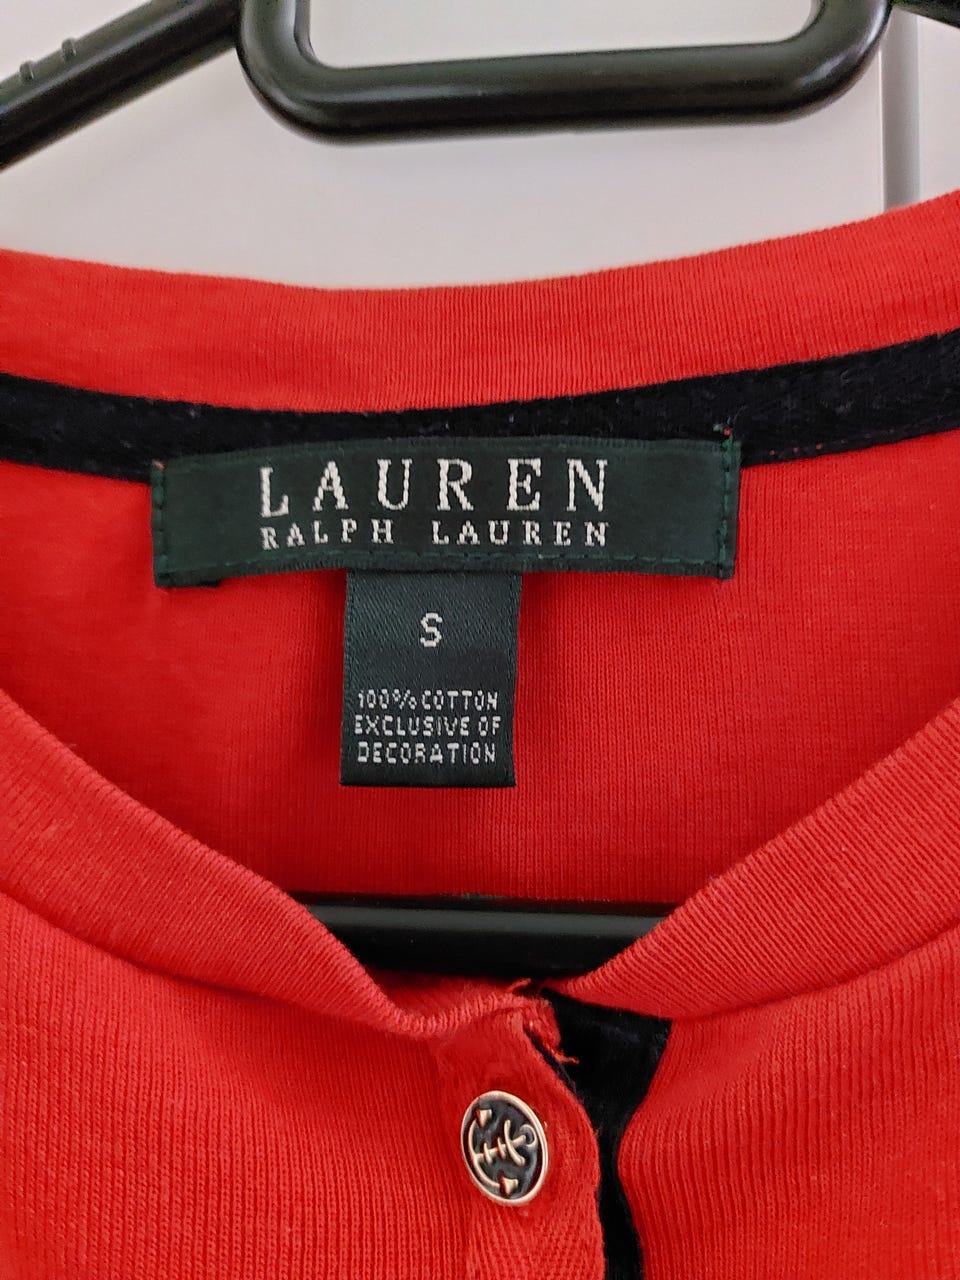 LAUREN
RALPH LAUREN
S
100% COTTON
EXCLUSIVE OF
DECORATION